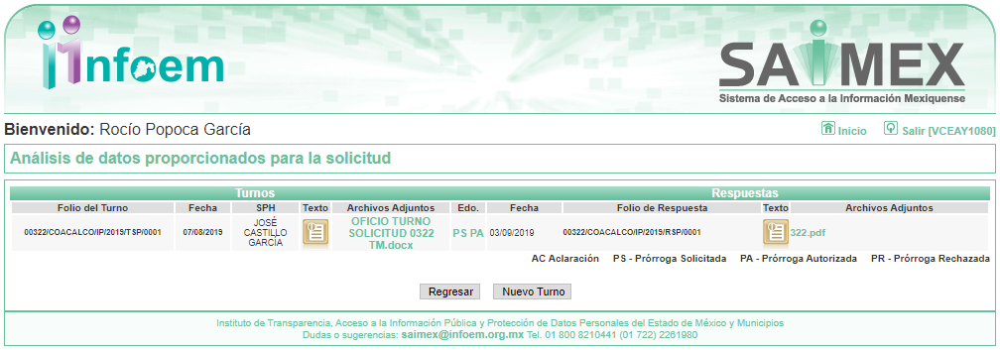 infoem
SAIMEX
Sistema de Acceso a la Información Mexiquense
Bienvenido: Rocío Popoca García
Inicio Salir [VCEAY1080]
Análisis de datos proporcionados para la solicitud
Turnos Respuestas
Folio del Turno Fecha SPH Texto Archivos Adjuntos Edo. Fecha Folio de Respuesta Texto Archivos Adjuntos
00322/COACALCO/IP/2019/TSP/0001 07/08/2019 JOSÉ CASTILLO GARCÍA OFICIO TURNO SOLICITUD 0322 TM.docx PS PA 03/09/2019 00322/COACALCO/IP/2019/RSP/0001 322.pdf
AC Aclaración PS - Prórroga Solicitada PA - Prórroga Autorizada PR - Prórroga Rechazada
Regresar Nuevo Turno
Instituto de Transparencia, Acceso a la Información Pública y Protección de Datos Personales del Estado de México y Municipios
Dudas o sugerencias: saimex@infoem.org.mx Tel. 01 800 8210441 (01 722) 2261980